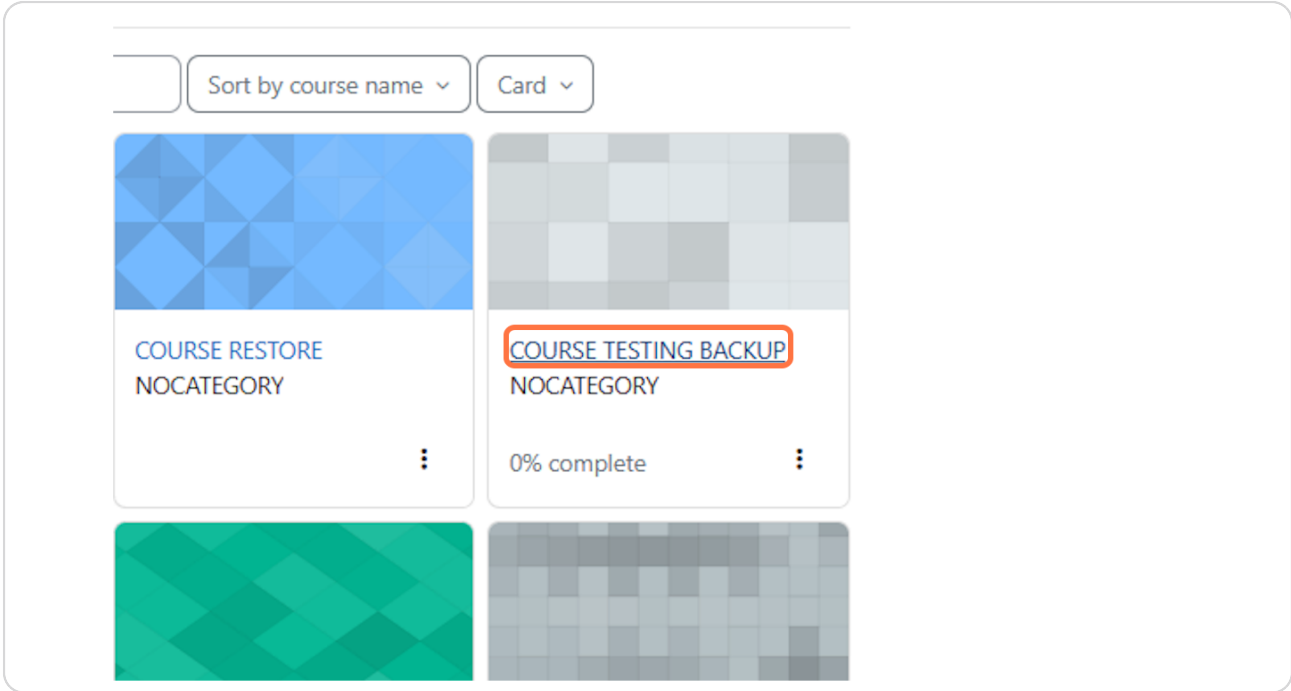 Sort by course name
Card
COURSE RESTORE
NOCATEGORY
COURSE TESTING BACKUP
NOCATEGORY
0% complete